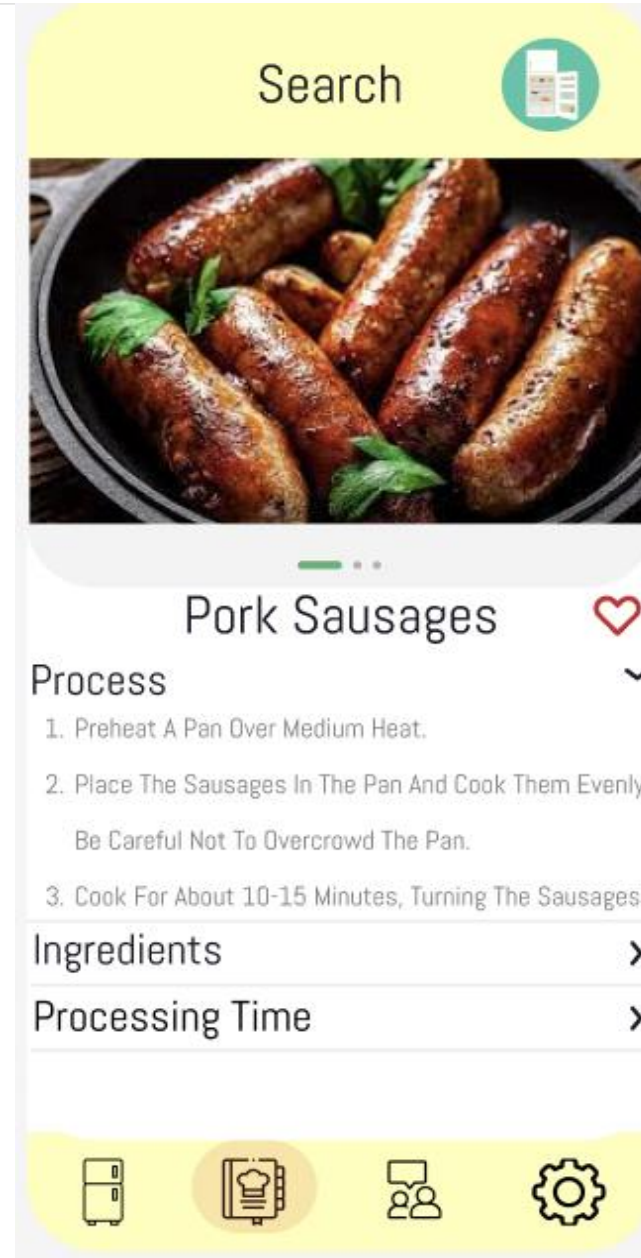 Search
Pork Sausages
Process
1. Preheat A Pan Over Medium Heat.
2. Place The Sausages In The Pan And Cook Them Evenly
Be Careful Not To Overcrowd The Pan.
3. Cook For About 10-15 Minutes, Turning The Sausages
Ingredients
Processing Time